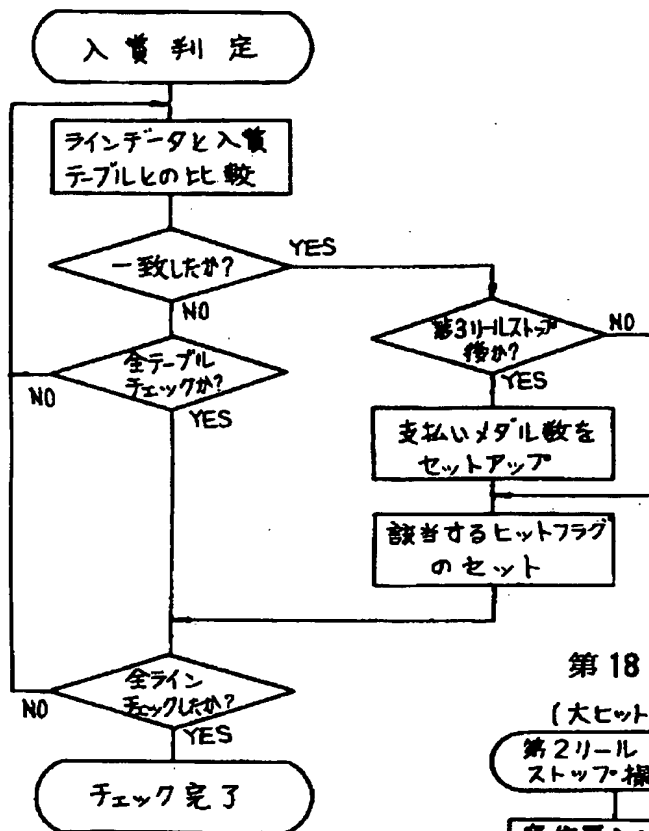 入賞判定
ラインデータと入賞
テーブルとの比較
一致したか?
YES
NO
第3リールストップ
後か?
NO
YES
全テーブル
チェックか?
NO
YES
支払いメダル数を
セットアップ
該当するヒットフラグ
のセット
全ライン
チェックしたか?
NO
YES
チェック完了
第18
(大ヒット
第2リール
ストップ操